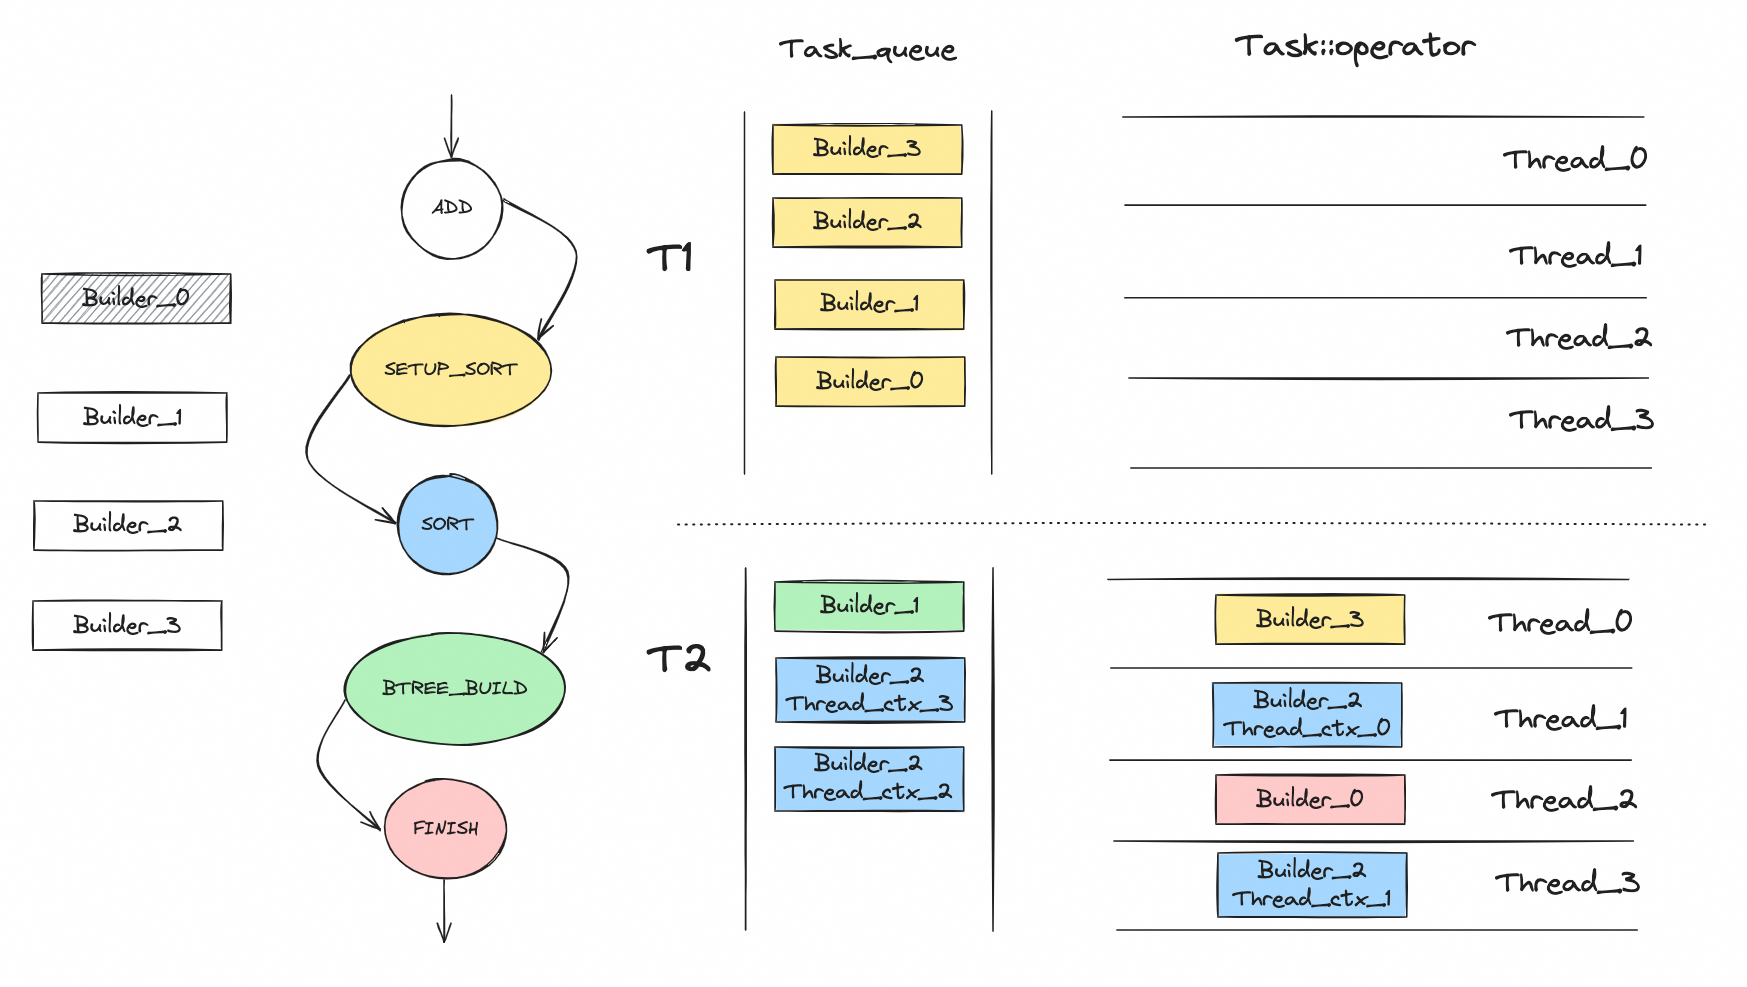 Task_queue
Task::operator
Builder_0
Builder_1
Builder_2
Builder_3
ADD
SETUP_SORT
SORT
BTREE_BUILD
FINISH
T1
Builder_3
Builder_2
Builder_1
Builder_0
Thread_0
Thread_1
Thread_2
Thread_3
T2
Builder_1
Builder_2
Thread_ctx_3
Builder_2
Thread_ctx_2
Builder_3
Thread_0
Builder_2
Thread_ctx_0
Thread_1
Builder_0
Thread_2
Builder_2
Thread_ctx_1
Thread_3